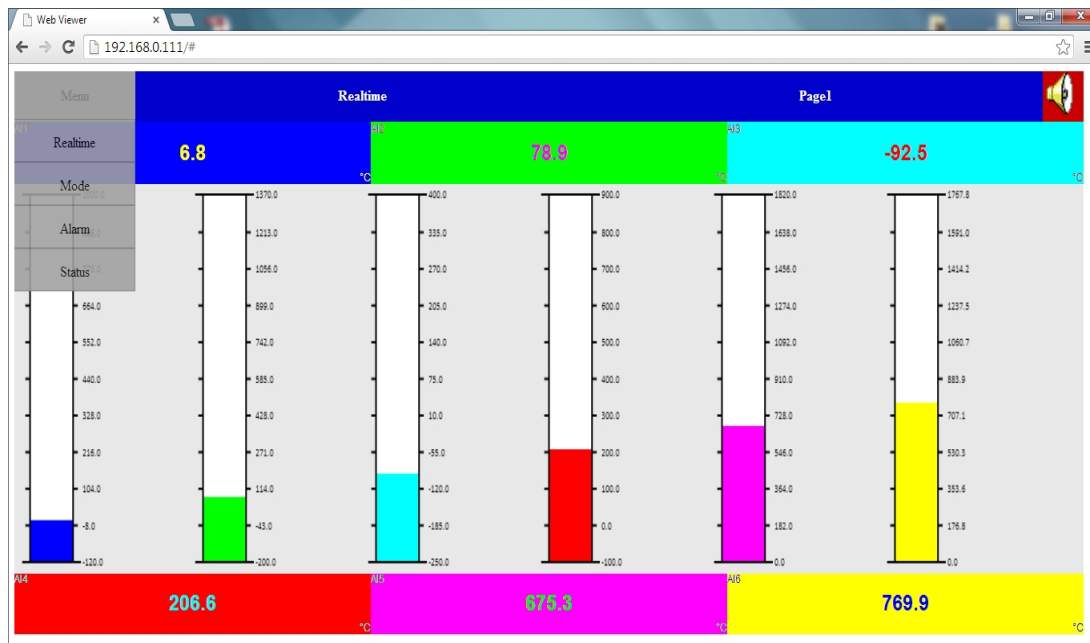 Web Viewer
192.168.0.111/#
Menu Realtime Page1
AI1 AI2 AI3
Realtime 6.8 78.9 -92.5
°C °C °C
Mode
Alarm
Status
1370.0 400.0 900.0 1820.0 1767.8
1213.0 335.0 800.0 1638.0 1591.0
1056.0 270.0 700.0 1456.0 1414.2
664.0 899.0 205.0 600.0 1274.0 1237.5
552.0 742.0 140.0 500.0 1092.0 1060.7
440.0 585.0 75.0 400.0 910.0 883.9
328.0 428.0 10.0 300.0 728.0 707.1
216.0 271.0 -55.0 200.0 546.0 530.3
104.0 114.0 -120.0 100.0 364.0 353.6
-8.0 -43.0 -185.0 0.0 182.0 176.8
-120.0 -200.0 -250.0 -100.0 0.0 0.0
AI4 AI5 AI6
206.6 675.3 769.9
°C °C °C